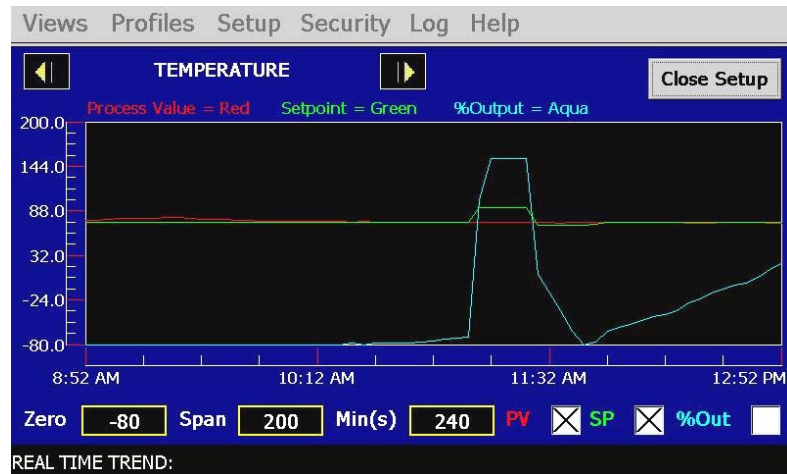 Views Profiles Setup Security Log Help
TEMPERATURE
Close Setup
Process Value = Red Setpoint = Green %Output = Aqua
200.0
144.0
88.0
32.0
-24.0
-80.0
8:52 AM 10:12 AM 11:32 AM 12:52 PM
Zero -80 Span 200 Min(s) 240 PV SP %Out
REAL TIME TREND: